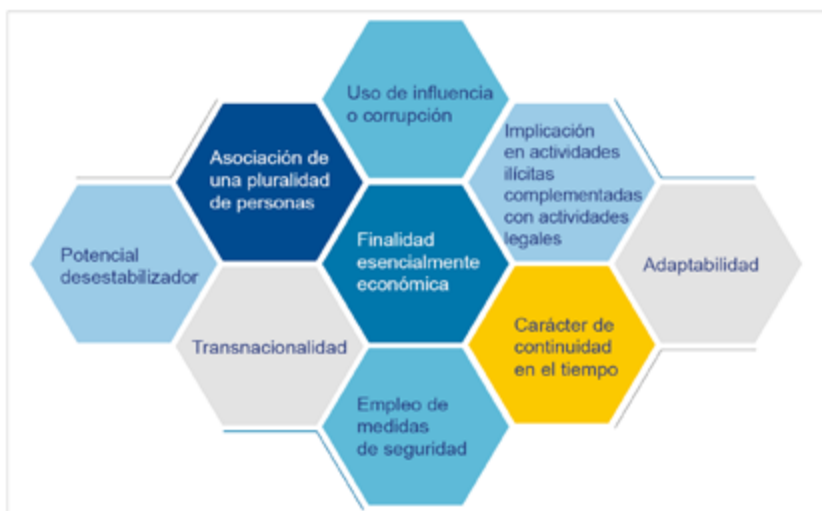 Uso de influencia
o corrupción
Asociación de
una pluralidad
de personas
Implicación
en actividades
ilícitas
complementadas
con actividades
legales
Potencial
desestabilizador
Finalidad
esencialmente
económica
Adaptabilidad
Transnacionalidad
Carácter de
continuidad
en el tiempo
Empleo de
medidas
de seguridad